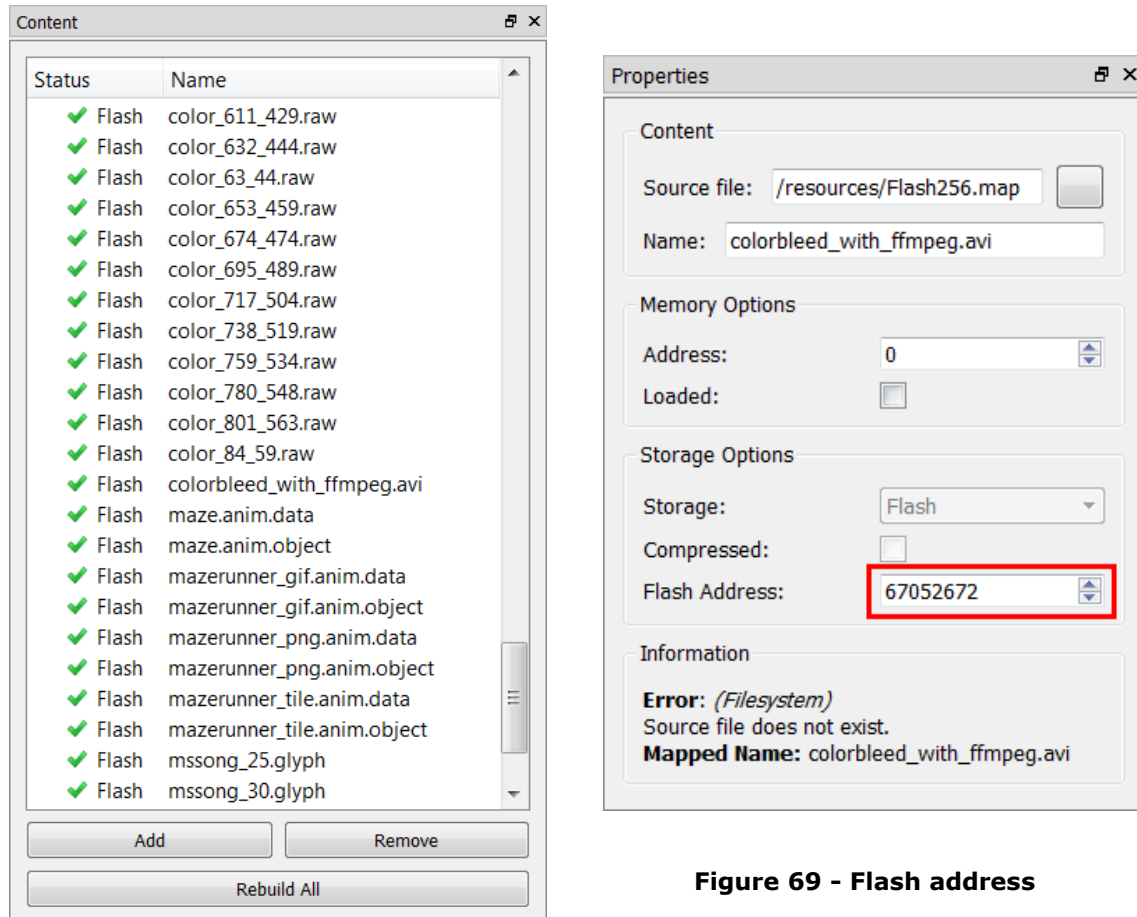 Content
Status Name
Flash color_611_429.raw
Flash color_632_444.raw
Flash color_63_44.raw
Flash color_653_459.raw
Flash color_674_474.raw
Flash color_695_489.raw
Flash color_717_504.raw
Flash color_738_519.raw
Flash color_759_534.raw
Flash color_780_548.raw
Flash color_801_563.raw
Flash color_84_59.raw
Flash colorbleed_with_ffmpeg.avi
Flash maze.anim.data
Flash maze.anim.object
Flash mazerunner_gif.anim.data
Flash mazerunner_gif.anim.object
Flash mazerunner_png.anim.data
Flash mazerunner_png.anim.object
Flash mazerunner_tile.anim.data
Flash mazerunner_tile.anim.object
Flash mssong_25.glyph
Flash mssong_30.glyph
Add Remove
Rebuild All
Properties
Content
Source file: /resources/Flash256.map
Name: colorbleed_with_ffmpeg.avi
Memory Options
Address: 0
Loaded:
Storage Options
Storage: Flash
Compressed:
Flash Address: 67052672
Information
Error: (Filesystem)
Source file does not exist.
Mapped Name: colorbleed_with_ffmpeg.avi
Figure 69 - Flash address